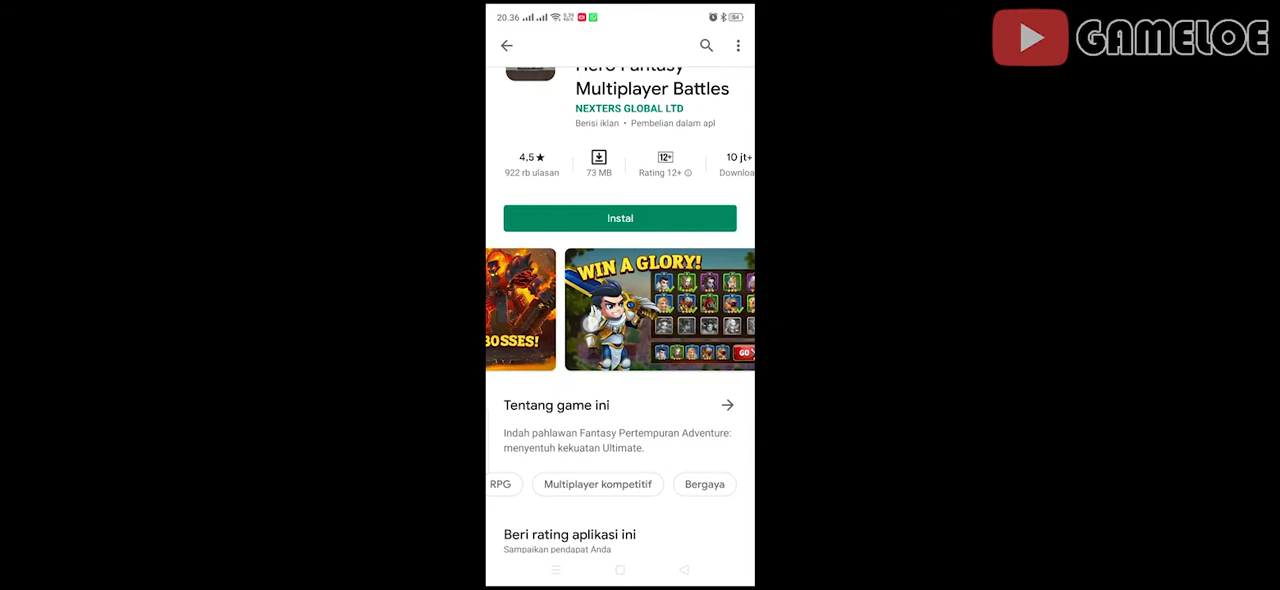 20.36
64
GAMELOE
Hero Fantasy
Multiplayer Battles
NEXTERS GLOBAL LTD
Berisi iklan • Pembelian dalam apl
4,5★
12+
10 jt+
922 rb ulasan
73 MB
Rating 12+
Downloa
Instal
BOSSES!
WIN A GLORY!
GO
Tentang game ini
Indah pahlawan Fantasy Pertempuran Adventure:
menyentuh kekuatan Ultimate.
RPG
Multiplayer kompetitif
Bergaya
Beri rating aplikasi ini
Sampaikan pendapat Anda